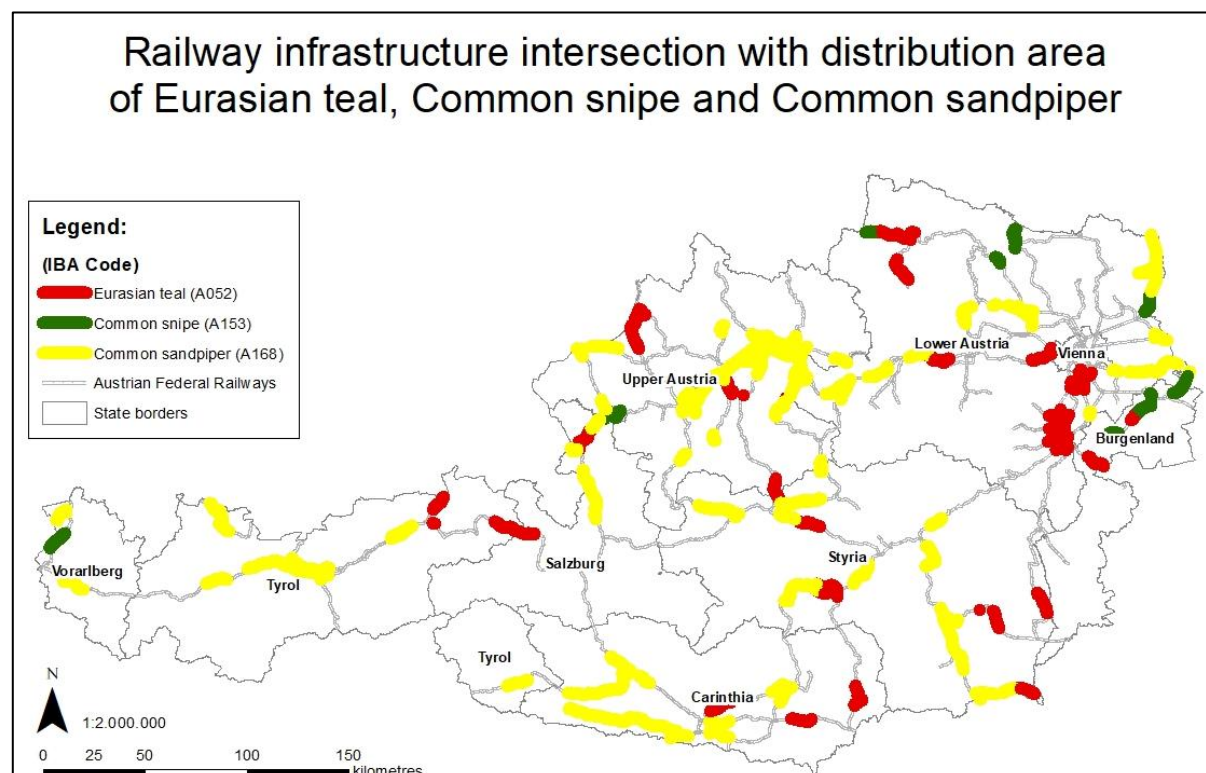 Railway infrastructure intersection with distribution area
of Eurasian teal, Common snipe and Common sandpiper
Legend:
(IBA Code)
Eurasian teal (A052)
Common snipe (A153)
Common sandpiper (A168)
Austrian Federal Railways
State borders
Lower Austria
Vienna
Upper Austria
Burgenland
Vorarlberg
Tyrol
Salzburg
Styria
Tyrol
Carinthia
N
1:2.000.000
0 25 50 100 150
kilometres